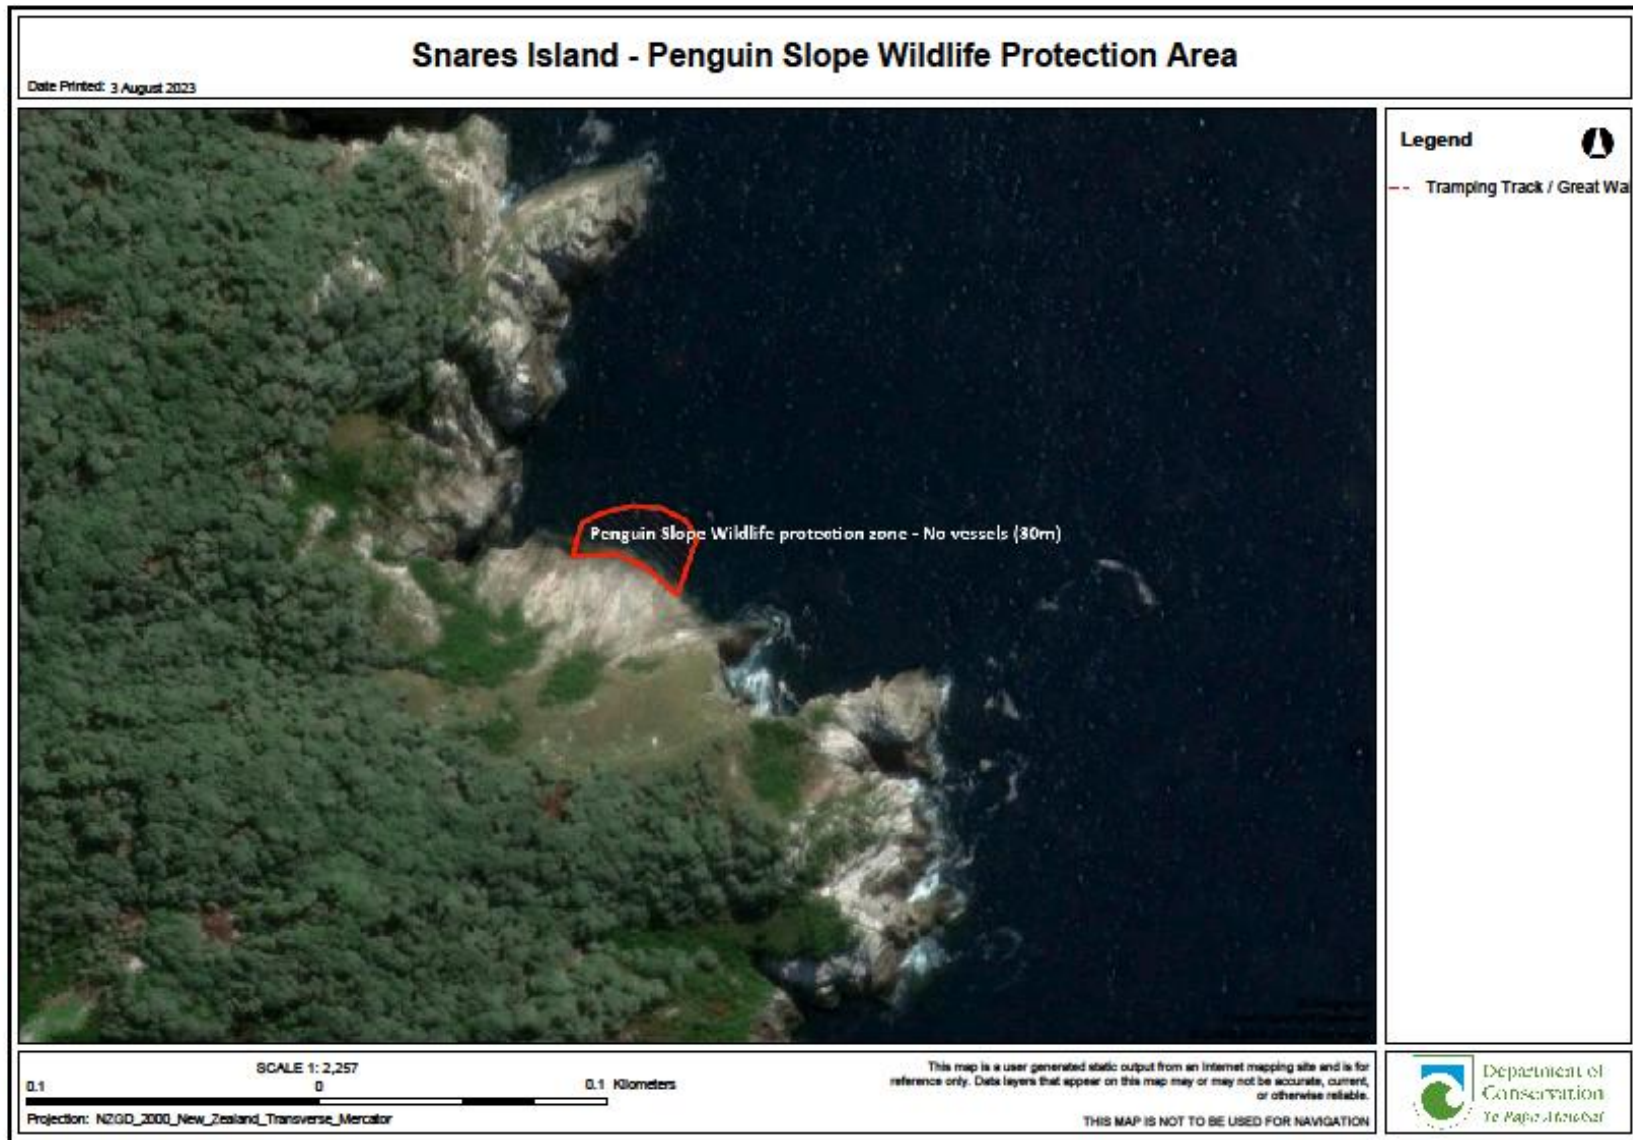 Snares Island - Penguin Slope Wildlife Protection Area
Date Printed: 3 August 2023
Legend
Tramping Track / Great Wa
Penguin Slope Wildlife protection zone - No vessels (30m)
SCALE 1: 2,257
0.1 0 0.1 Kilometers
Projection: NZGD_2000_New_Zealand_Transverse_Mercator
This map is a user generated static output from an Internet mapping site and is for
reference only. Data layers that appear on this map may or may not be accurate, current,
or otherwise reliable.
THIS MAP IS NOT TO BE USED FOR NAVIGATION
Department of
Conservation
Te Papa Atawhai